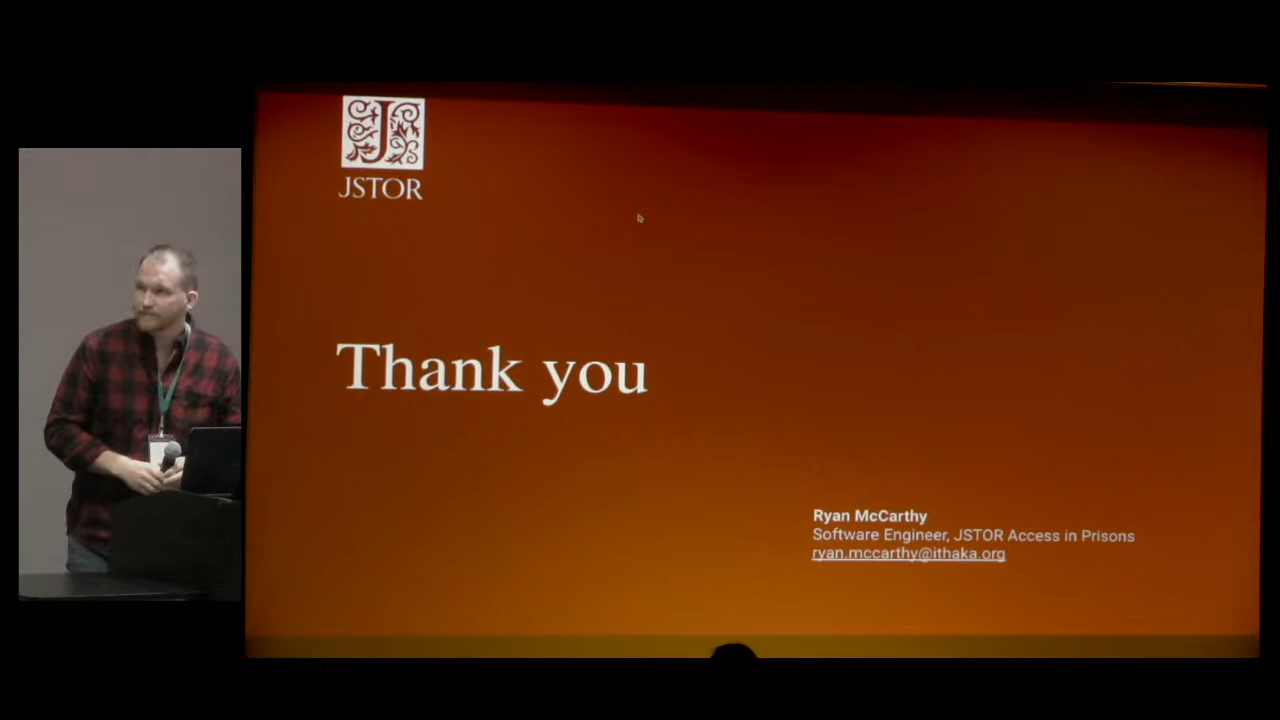 JSTOR
Thank you
Ryan McCarthy
Software Engineer, JSTOR Access in Prisons
ryan.mccarthy@ithaka.org